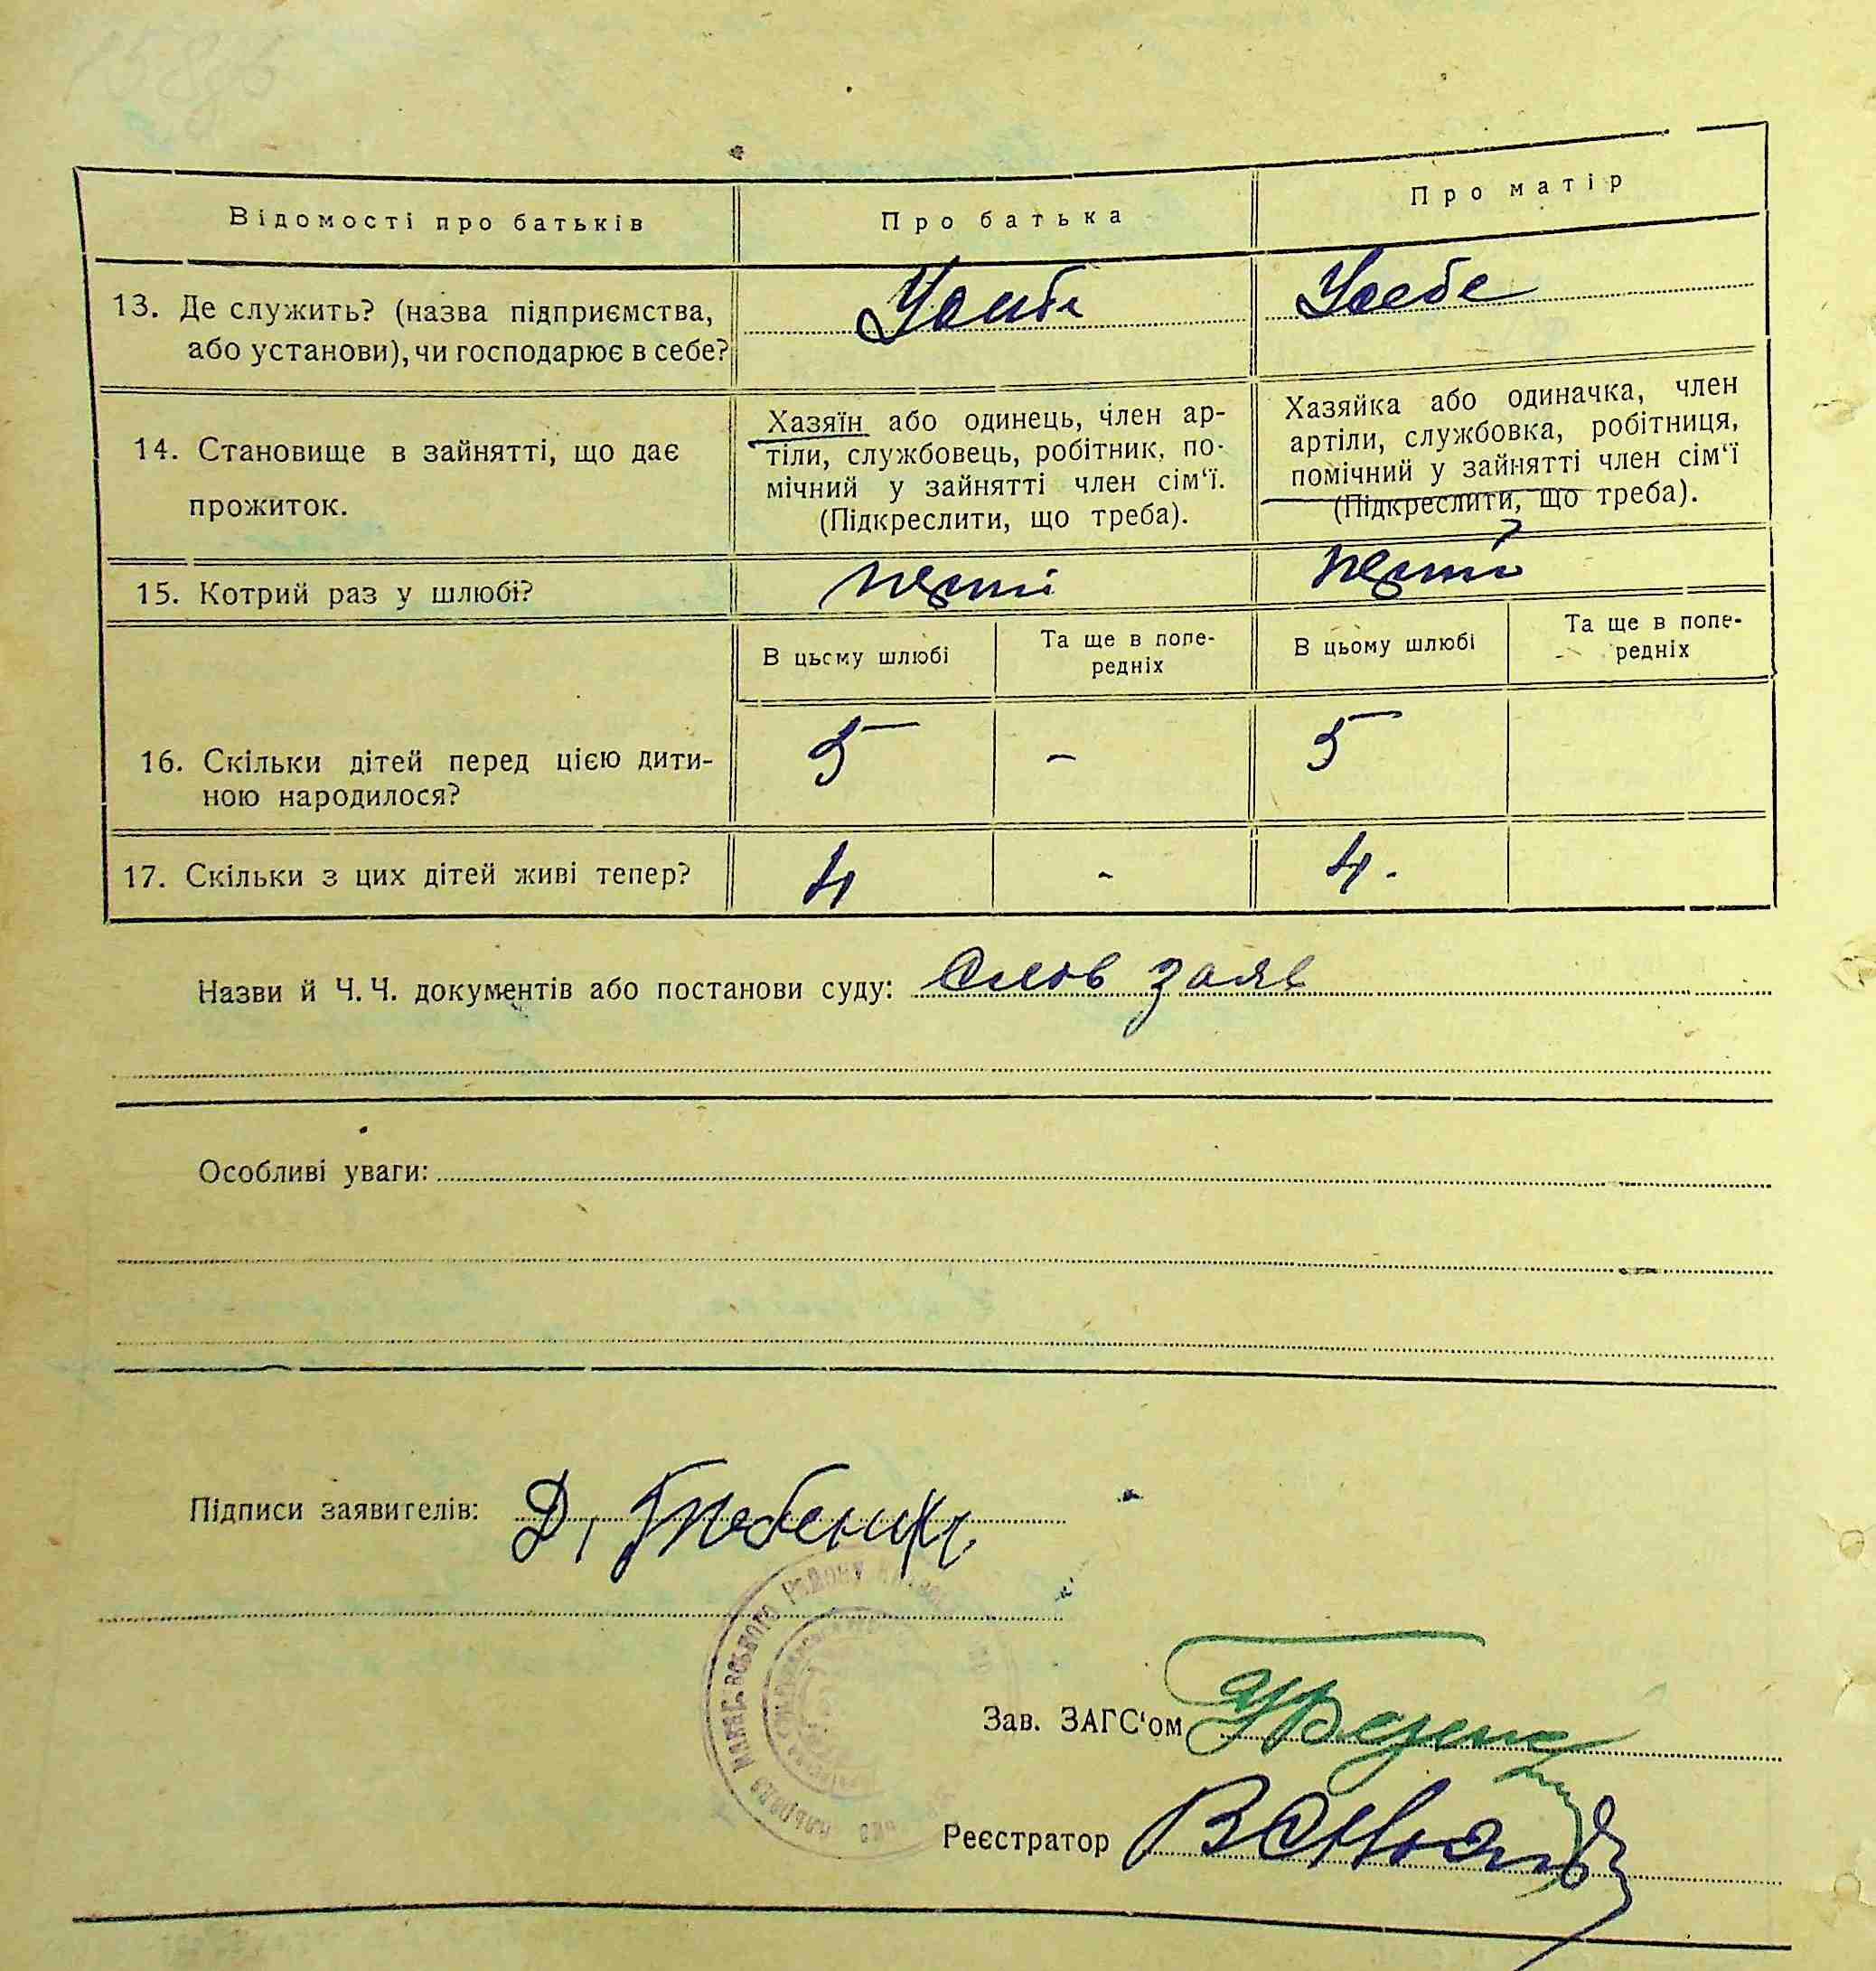 Відомості про батьків
Про батька
Про матір
13. Де служить? (назва підприємства,
або установи), чи господарює в себе?
У себе
У себе
14. Становище в зайнятті, що дає
прожиток.
Хазяїн або одинець, член ар-
тіли, службовець, робітник, по-
мічний у зайнятті член сім'ї.
(Підкреслити, що треба).
Хазяйка або одиначка, член
артіли, службовка, робітниця,
помічний у зайнятті член сім'ї
(Підкреслити, що треба).
15. Котрий раз у шлюбі?
В цьому шлюбі
Та ще в попе-
редніх
В цьому шлюбі
Та ще в попе-
редніх
16. Скільки дітей перед цією дити-
ною народилося?
5
-
5
17. Скільки з цих дітей живі тепер?
4
-
4.
Назви й Ч. Ч. документів або постанови суду: Слов заяв
Особливі уваги:
Підписи заявителів: Д,
Зав. ЗАГС'ом
Реєстратор
району